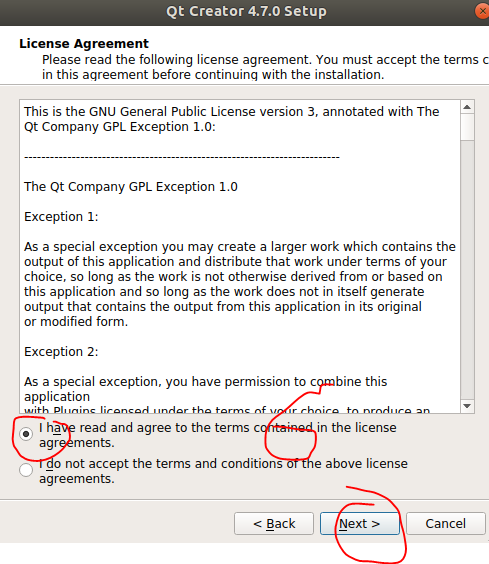 Qt Creator 4.7.0 Setup
License Agreement
Please read the following license agreement. You must accept the terms c
in this agreement before continuing with the installation.
This is the GNU General Public License version 3, annotated with The
Qt Company GPL Exception 1.0:
-------------------------------------------------------------------------
The Qt Company GPL Exception 1.0
Exception 1:
As a special exception you may create a larger work which contains the
output of this application and distribute that work under terms of your
choice, so long as the work is not otherwise derived from or based on
this application and so long as the work does not in itself generate
output that contains the output from this application in its original
or modified form.
Exception 2:
As a special exception, you have permission to combine this
application
with Plugins licensed under the terms of your choice, to produce an
I have read and agree to the terms contained in the license
agreements.
I do not accept the terms and conditions of the above license
agreements.
< Back
Next >
Cancel